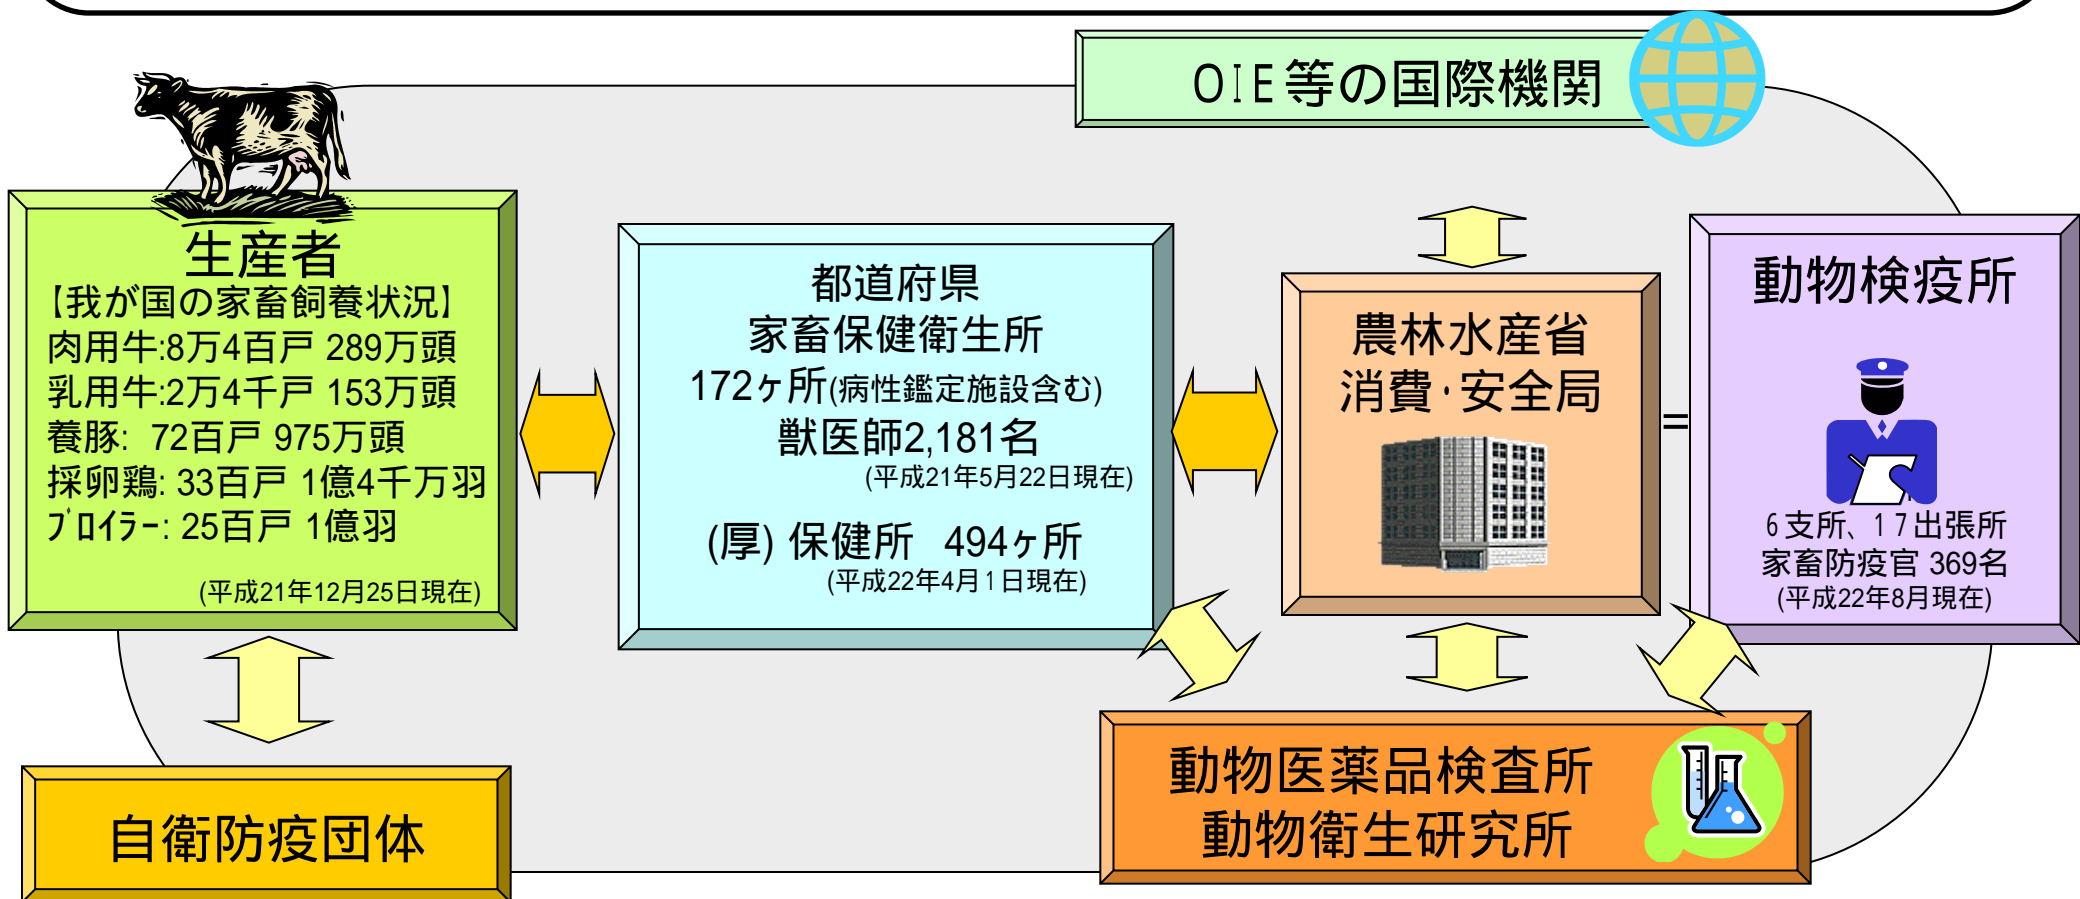 OIE等の国際機関
生産者
【我が国の家畜飼養状況】
肉用牛:8万4百戸 289万頭
乳用牛:2万4千戸 153万頭
養豚: 72百戸 975万頭
採卵鶏: 33百戸 1億4千万羽
ﾌﾞﾛｲﾗｰ: 25百戸 1億羽
(平成21年12月25日現在)
都道府県
家畜保健衛生所
172ヶ所(病性鑑定施設含む)
獣医師2,181名
(平成21年5月22日現在)
(厚) 保健所 494ヶ所
(平成22年4月1日現在)
農林水産省
消費･安全局
=
動物検疫所
6支所、17出張所
家畜防疫官 369名
(平成22年8月現在)
自衛防疫団体
動物医薬品検査所
動物衛生研究所